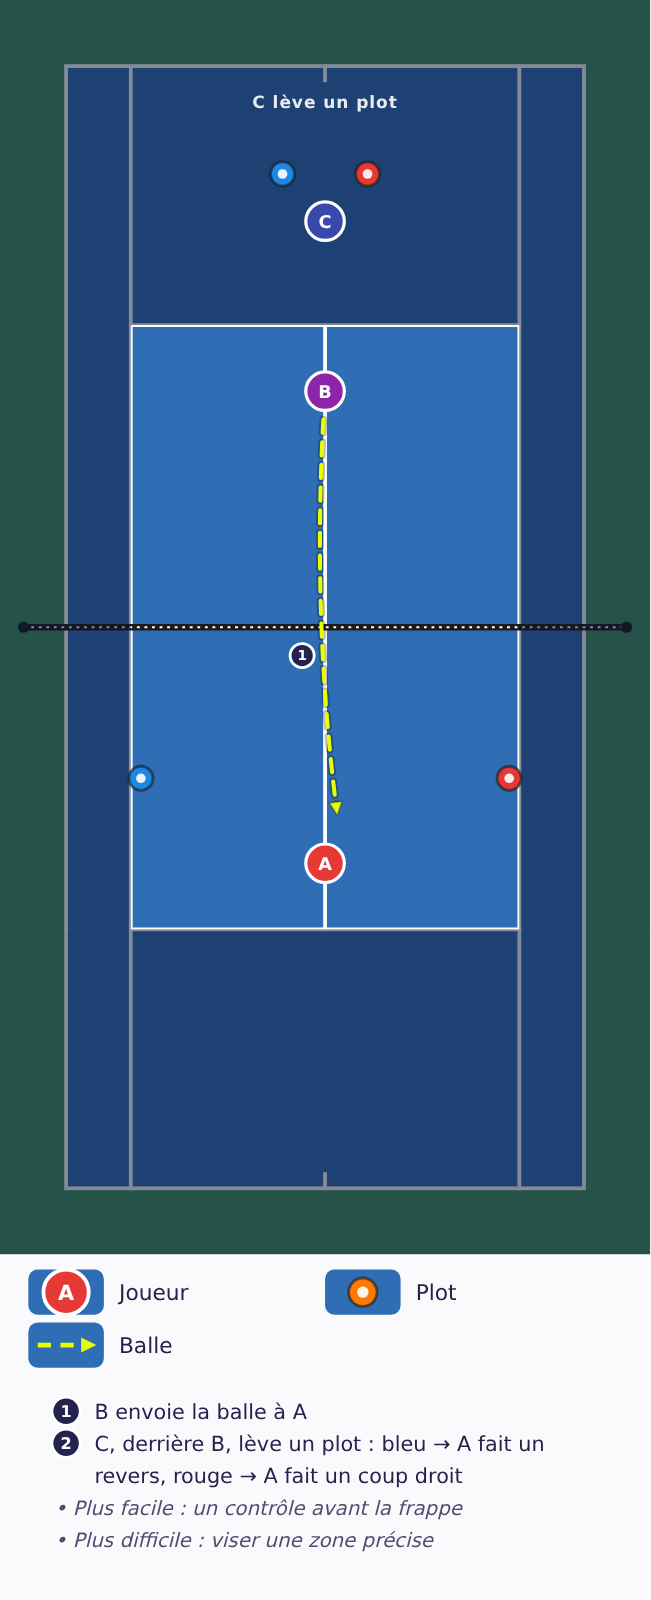 C lève un plot
C
B
1
A
A Joueur
Plot
Balle
1 B envoie la balle à A
2 C, derrière B, lève un plot : bleu → A fait un
revers, rouge → A fait un coup droit
• Plus facile : un contrôle avant la frappe
• Plus difficile : viser une zone précise